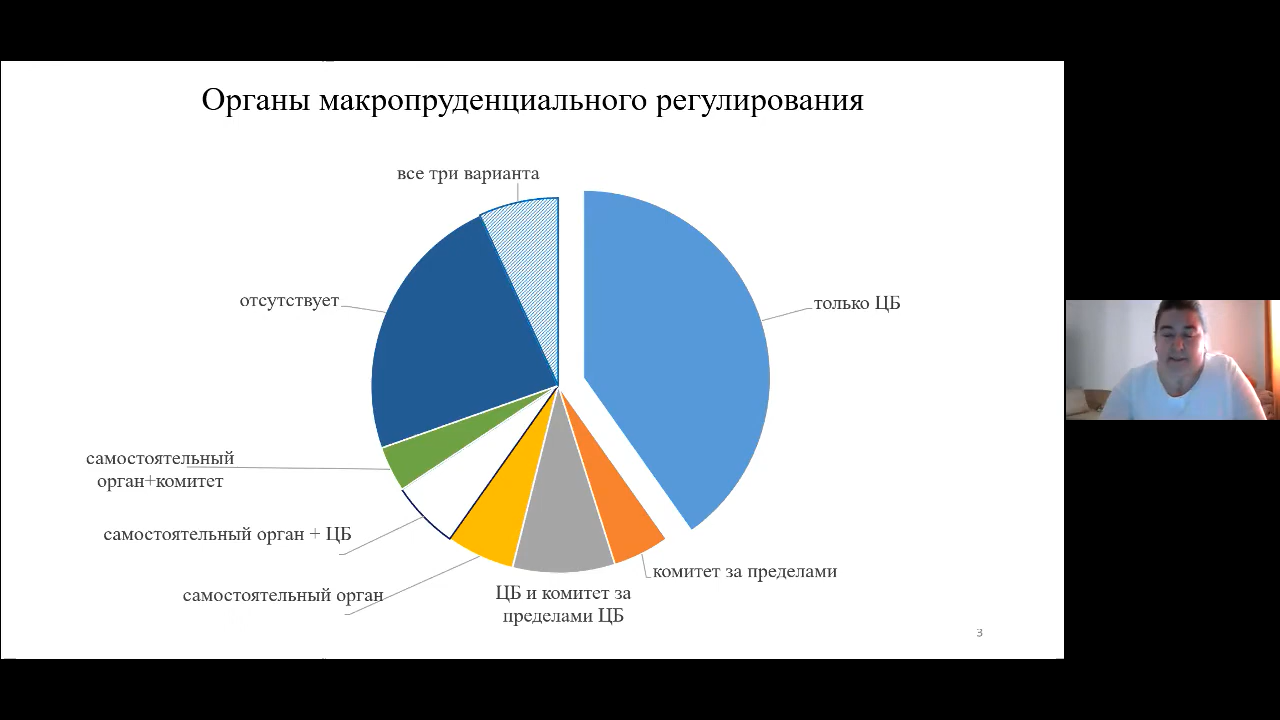 Органы макропруденциального регулирования
все три варианта
отсутствует
только ЦБ
самостоятельный
орган+комитет
самостоятельный орган + ЦБ
самостоятельный орган
ЦБ и комитет за
пределами ЦБ
комитет за пределами
3